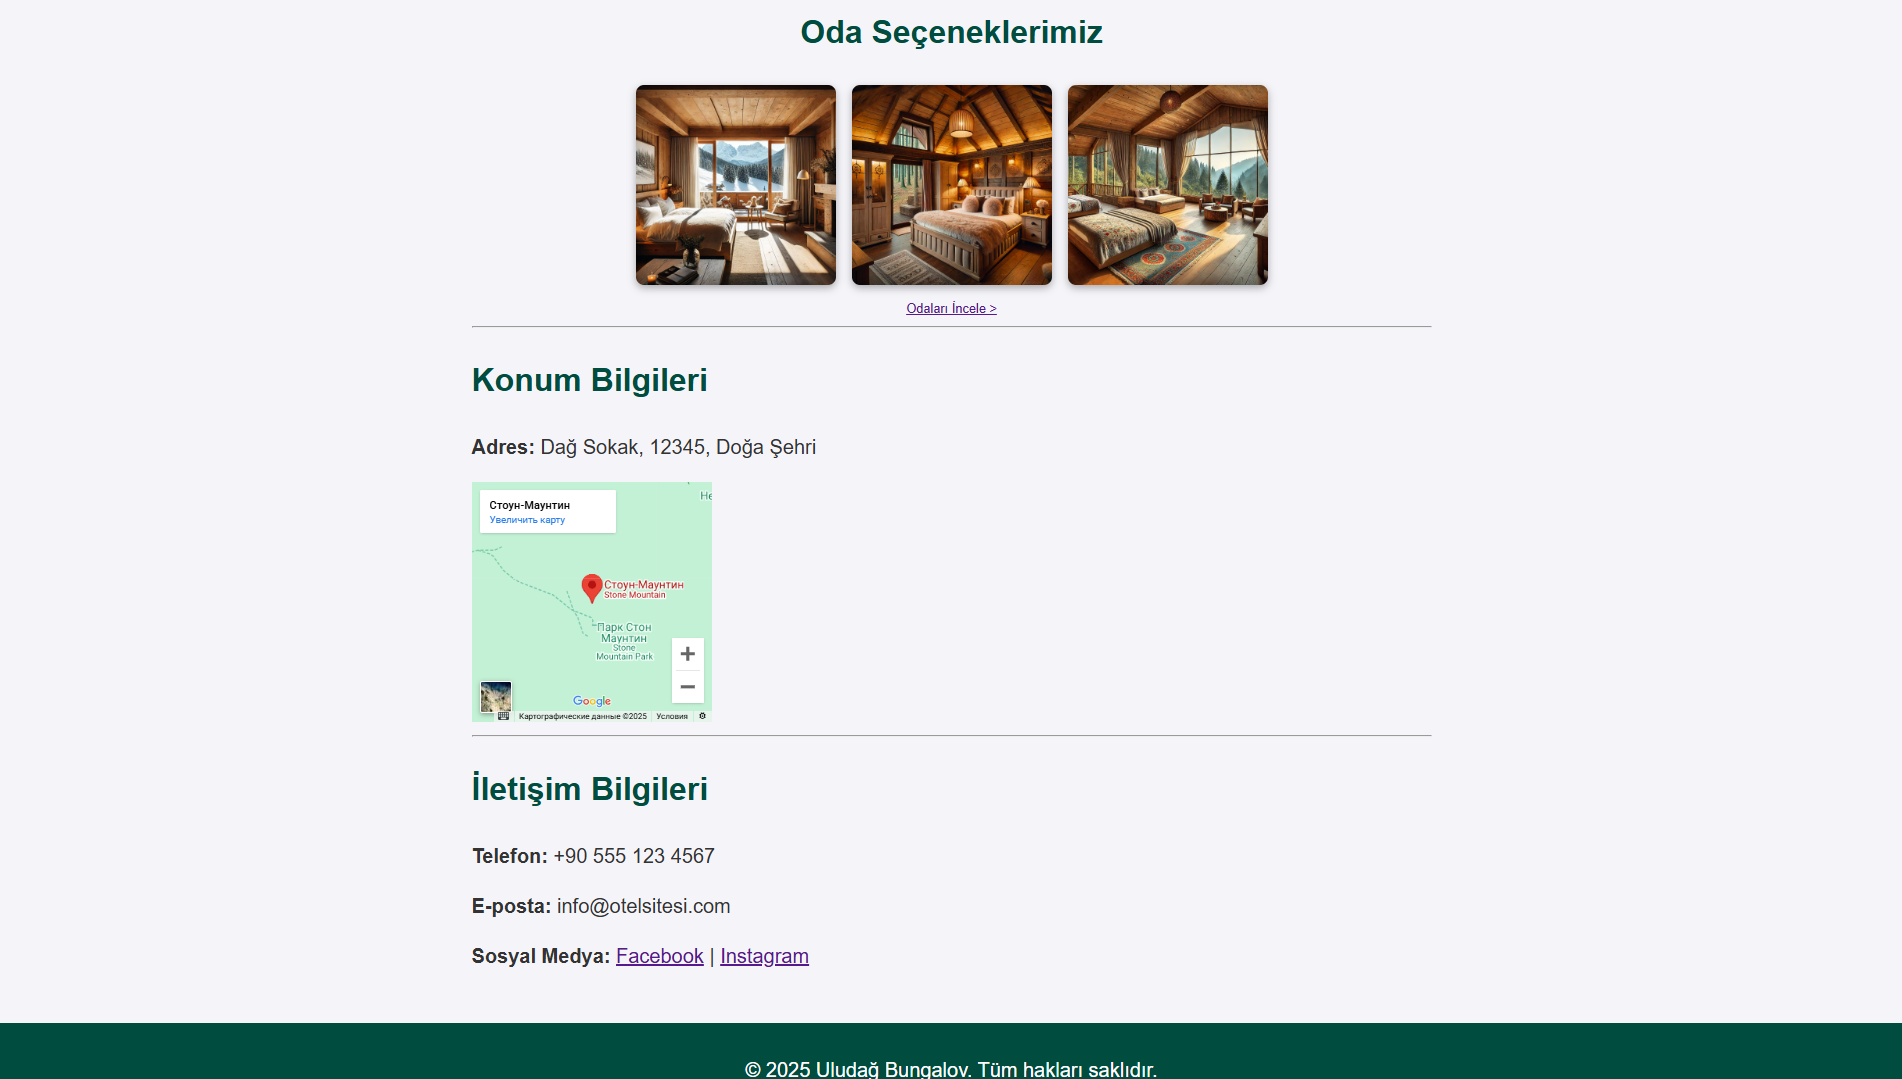 Oda Seçeneklerimiz
Odaları İncele >
Konum Bilgileri
Adres: Dağ Sokak, 12345, Doğa Şehri
Стоун-Маунтин
Увеличить карту
Стоун-Маунтин
Stone Mountain
Парк Стон
Маунтин
Stone
Mountain Park
Google
Картографические данные ©2025 Условия
İletişim Bilgileri
Telefon: +90 555 123 4567
E-posta: info@otelsitesi.com
Sosyal Medya: Facebook | Instagram
© 2025 Uludağ Bungalov. Tüm hakları saklıdır.